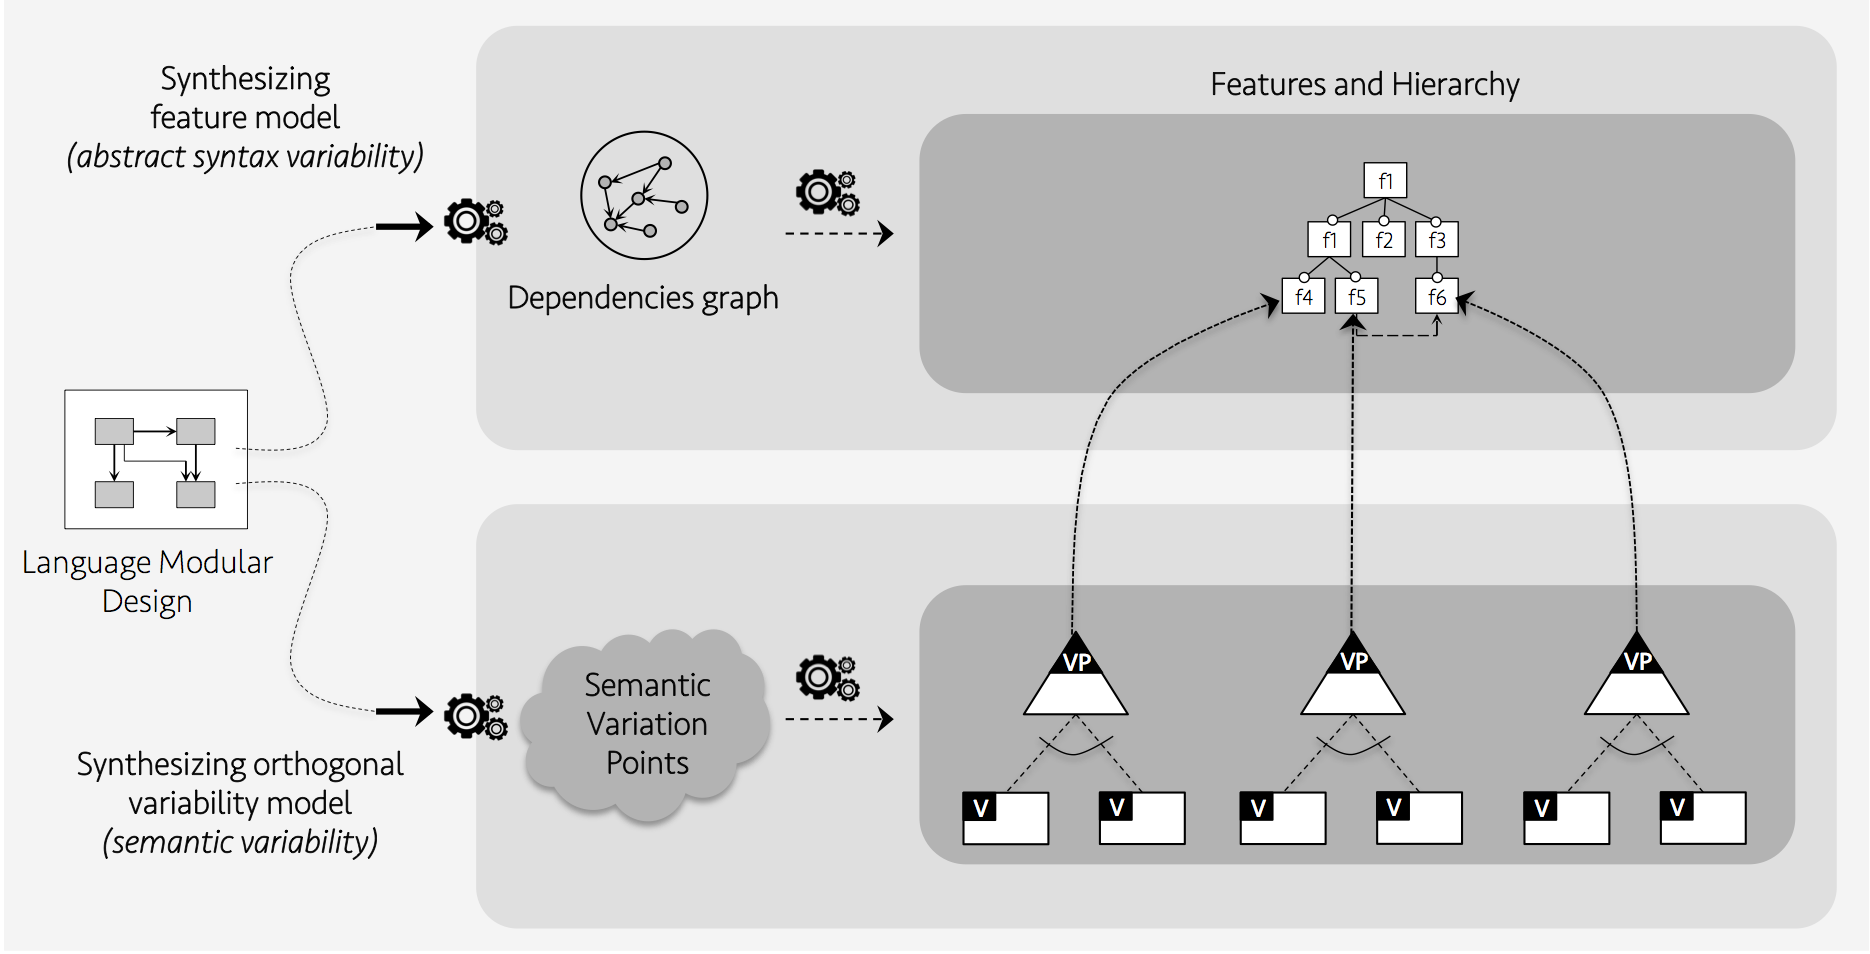 Synthesizing
feature model
(abstract syntax variability)
Features and Hierarchy
f1
f1 f2 f3
f4 f5 f6
Dependencies graph
Language Modular
Design
Semantic
Variation
Points
VP VP VP
V V V V V V
Synthesizing orthogonal
variability model
(semantic variability)